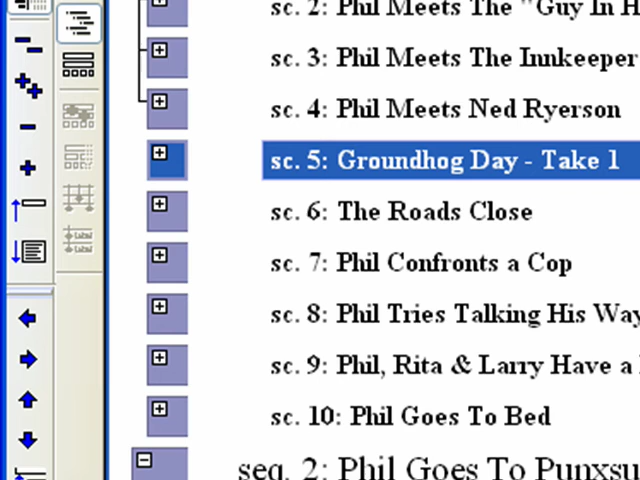 sc. 2: Phil Meets The "Guy In H
sc. 3: Phil Meets The Innkeeper
sc. 4: Phil Meets Ned Ryerson
sc. 5: Groundhog Day - Take 1
sc. 6: The Roads Close
sc. 7: Phil Confronts a Cop
sc. 8: Phil Tries Talking His Way
sc. 9: Phil, Rita & Larry Have a
sc. 10: Phil Goes To Bed
seq. 2: Phil Goes To Punxsu